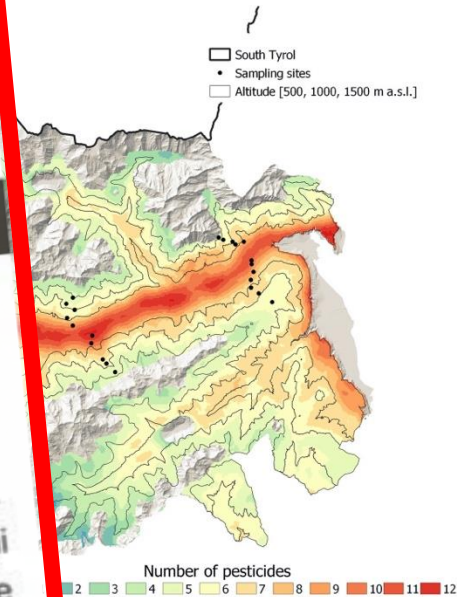 South Tyrol
Sampling sites
Altitude [500, 1000, 1500 m a.s.l.]
ii
e
Number of pesticides
2 3 4 5 6 7 8 9 10 11 12